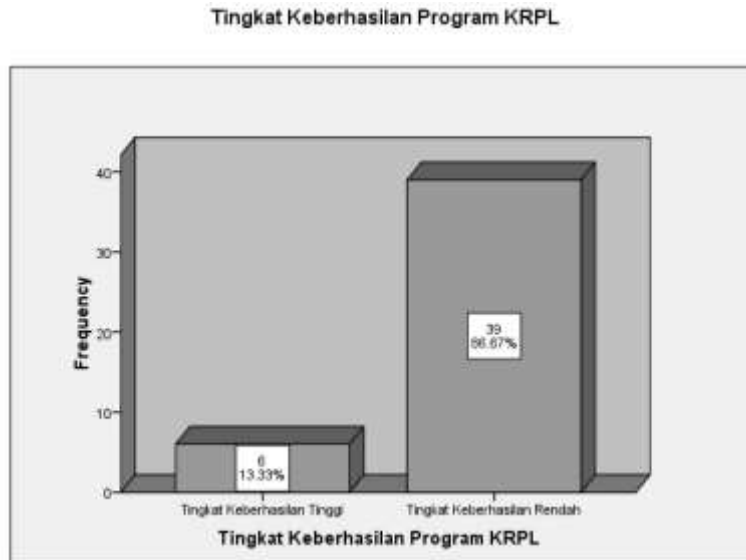 Tingkat Keberhasilan Program KRPL
40
30
20
10
0
Frequency
39
86.67%
6
13.33%
Tingkat Keberhasilan Tinggi
Tingkat Keberhasilan Rendah
Tingkat Keberhasilan Program KRPL